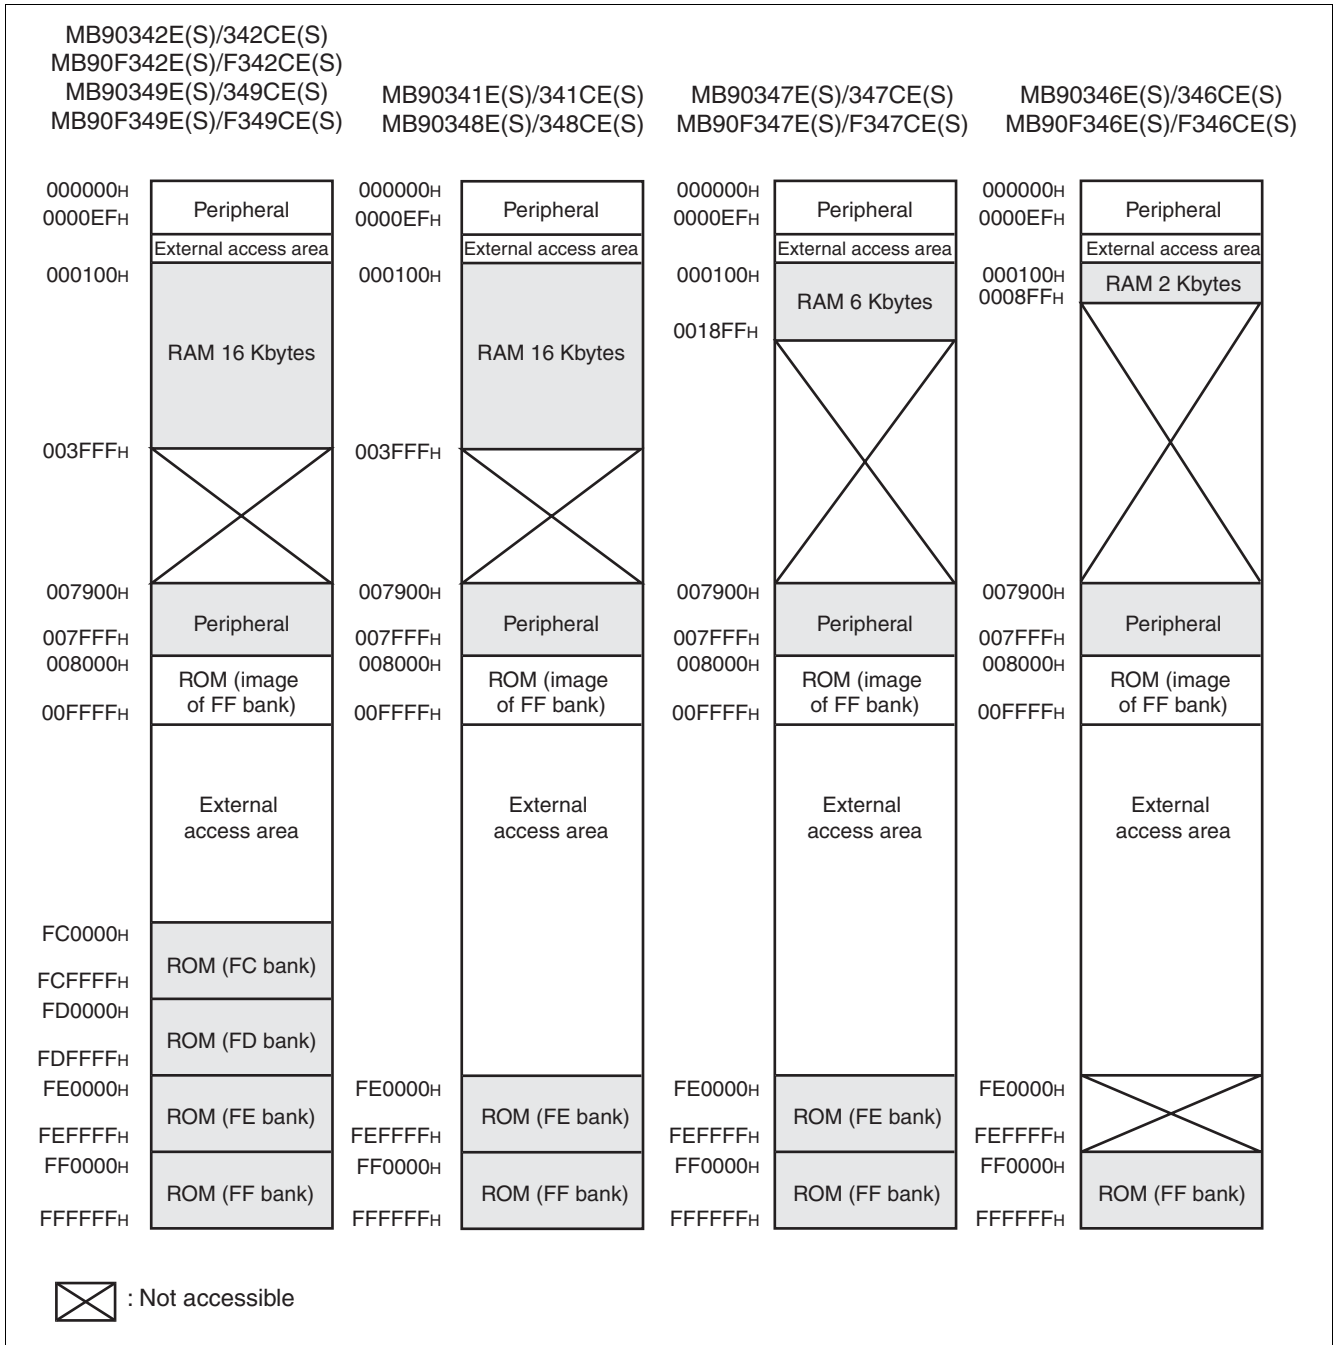 MB90342E(S)/342CE(S)
MB90F342E(S)/F342CE(S)
MB90349E(S)/349CE(S)
MB90F349E(S)/F349CE(S)
000000H
0000EFH
Peripheral
External access area
000100H
RAM 16 Kbytes
003FFFH
007900H
Peripheral
007FFFH
008000H
ROM (image
of FF bank)
00FFFFH
External
access area
FC0000H
ROM (FC bank)
FCFFFFH
FD0000H
ROM (FD bank)
FDFFFFH
FE0000H
ROM (FE bank)
FEFFFFH
FF0000H
ROM (FF bank)
FFFFFFH
MB90341E(S)/341CE(S)
MB90348E(S)/348CE(S)
000000H
0000EFH
Peripheral
External access area
000100H
RAM 16 Kbytes
003FFFH
007900H
Peripheral
007FFFH
008000H
ROM (image
of FF bank)
00FFFFH
External
access area
FE0000H
ROM (FE bank)
FEFFFFH
FF0000H
ROM (FF bank)
FFFFFFH
MB90347E(S)/347CE(S)
MB90F347E(S)/F347CE(S)
000000H
0000EFH
Peripheral
External access area
000100H
RAM 6 Kbytes
0018FFH
007900H
Peripheral
007FFFH
008000H
ROM (image
of FF bank)
00FFFFH
External
access area
FE0000H
ROM (FE bank)
FEFFFFH
FF0000H
ROM (FF bank)
FFFFFFH
MB90346E(S)/346CE(S)
MB90F346E(S)/F346CE(S)
000000H
0000EFH
Peripheral
External access area
000100H
RAM 2 Kbytes
0008FFH
007900H
Peripheral
007FFFH
008000H
ROM (image
of FF bank)
00FFFFH
External
access area
FE0000H
FEFFFFH
FF0000H
ROM (FF bank)
FFFFFFH
: Not accessible